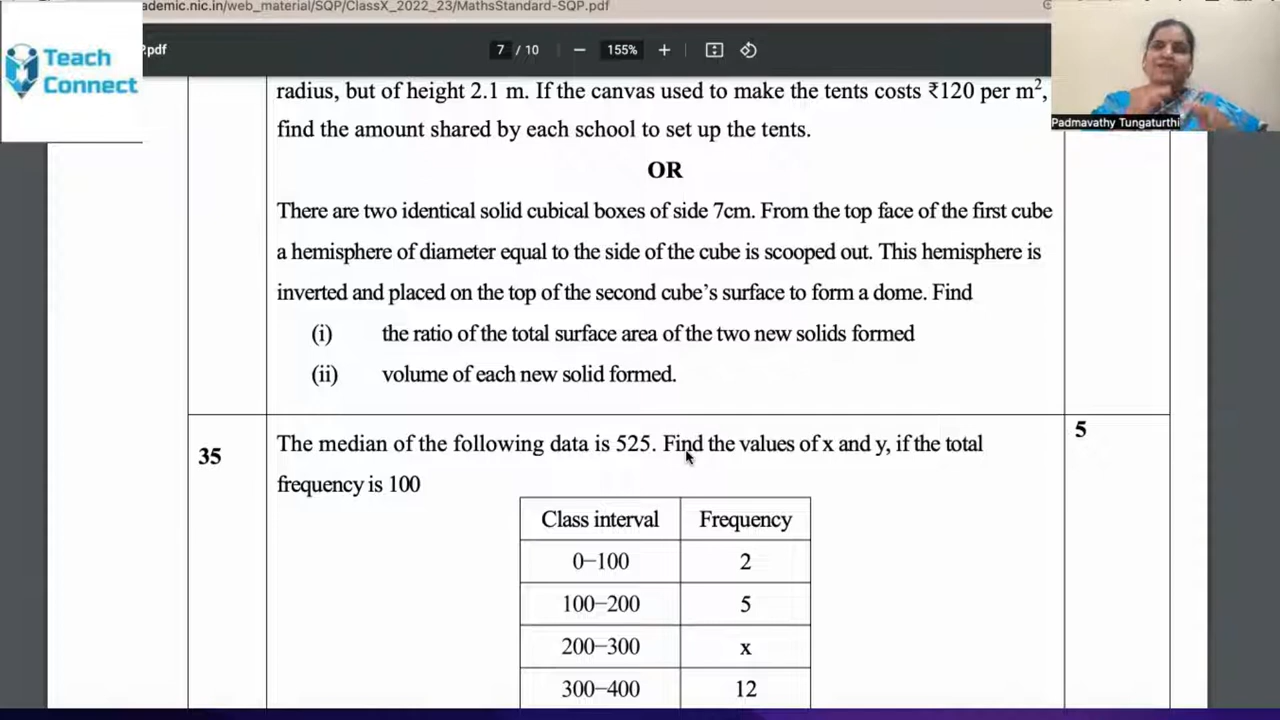 ademic.nic.in/web_material/SQP/ClassX_2022_23/MathsStandard-SQP.pdf
Teach
Connect
.pdf
7 / 10
155%
radius, but of height 2.1 m. If the canvas used to make the tents costs ₹120 per m²,
find the amount shared by each school to set up the tents.
Padmavathy Tungaturthi
OR
There are two identical solid cubical boxes of side 7cm. From the top face of the first cube
a hemisphere of diameter equal to the side of the cube is scooped out. This hemisphere is
inverted and placed on the top of the second cube’s surface to form a dome. Find
(i) the ratio of the total surface area of the two new solids formed
(ii) volume of each new solid formed.
35
The median of the following data is 525. Find the values of x and y, if the total
frequency is 100
5
Class interval Frequency
0−100 2
100−200 5
200−300 x
300−400 12